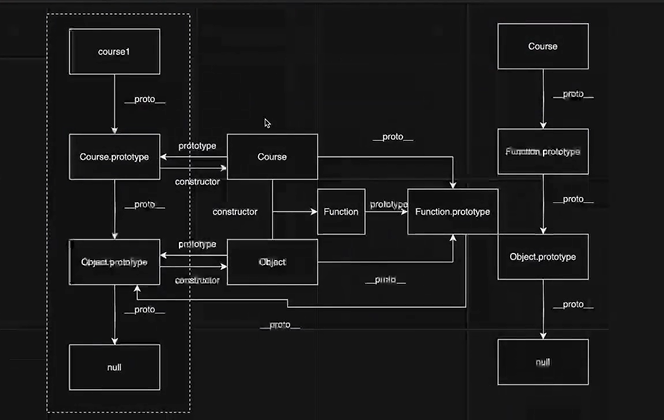 course1
Course
__proto__
__proto__
Course.prototype
prototype
Course
__proto__
Function.prototype
constructor
__proto__
constructor
Function
prototype
Function.prototype
__proto__
Object.prototype
prototype
Object
Object.prototype
constructor
__proto__
__proto__
__proto__
__proto__
null
null